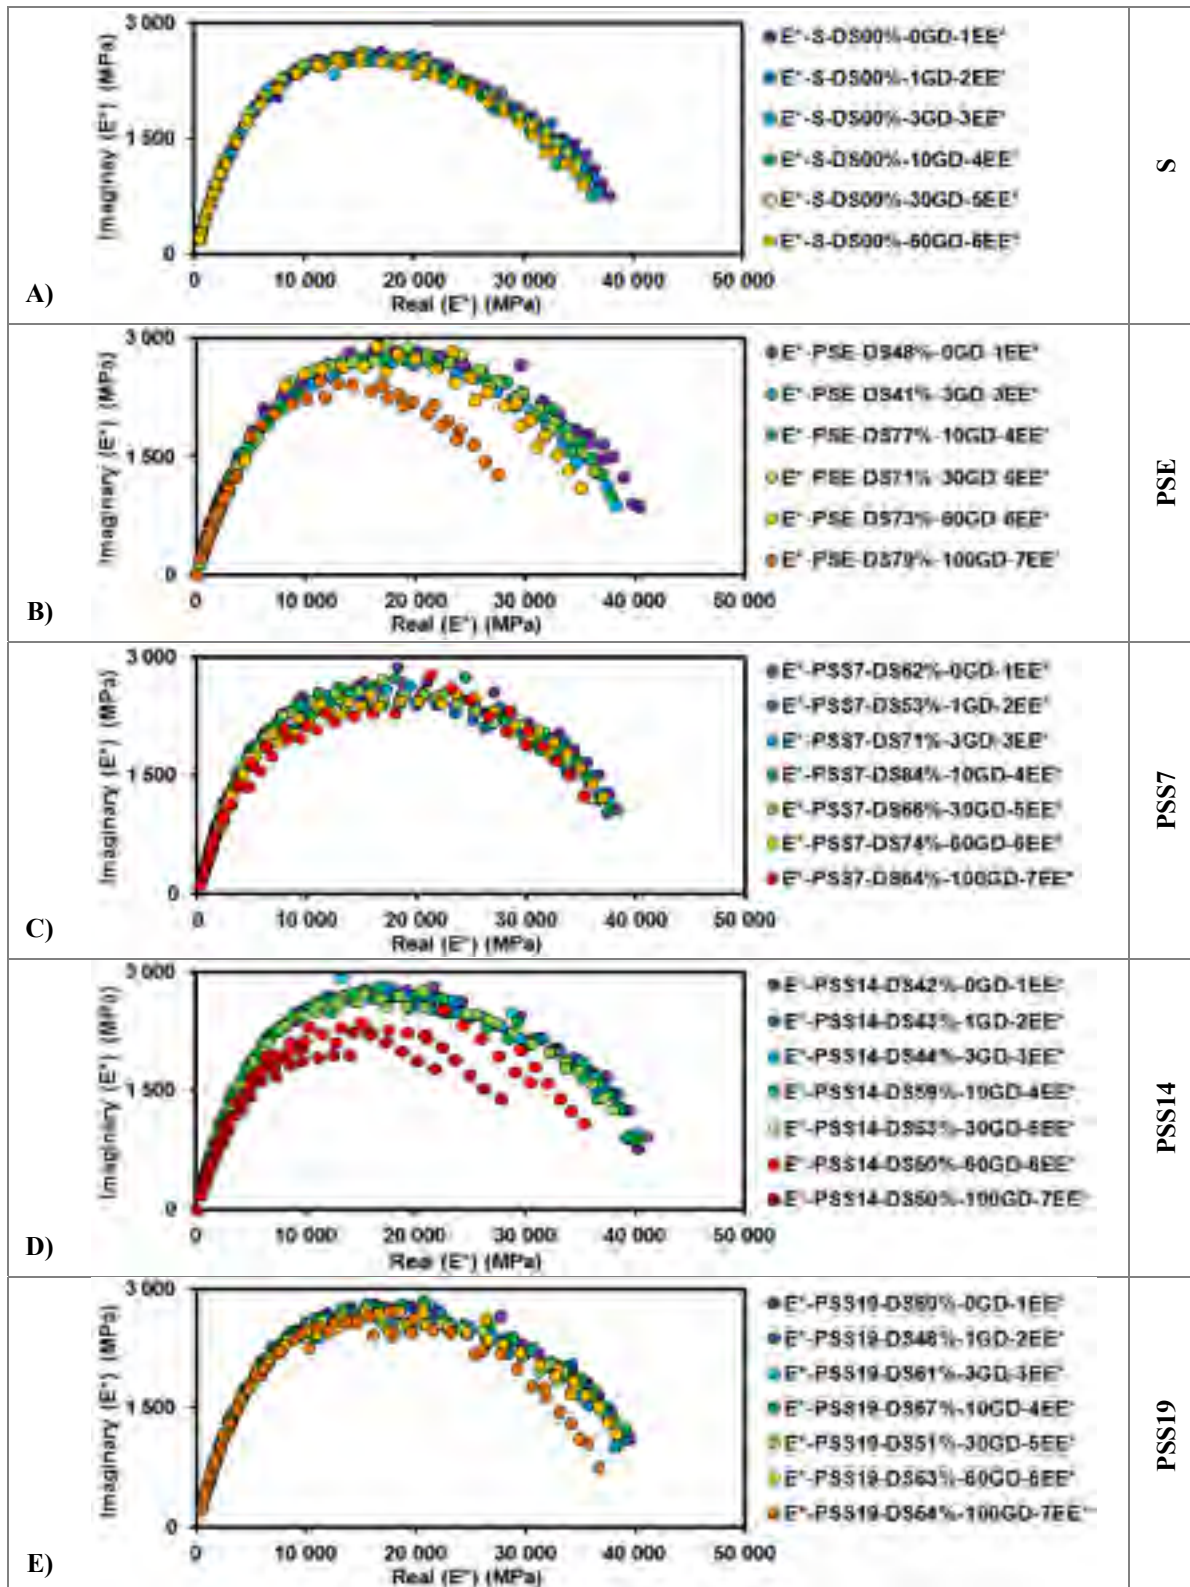 3 000
1 500
0
Imaginay (E*) (MPa)
0 10 000 20 000 30 000 40 000 50 000
Real (E*) (MPa)
E*-S-DS00%-0GD-1EE*
E*-S-DS00%-1GD-2EE*
E*-S-DS00%-3GD-3EE*
E*-S-DS00%-10GD-4EE*
E*-S-DS00%-30GD-5EE*
E*-S-DS00%-60GD-6EE*
A)
S
3 000
1 500
0
Imaginary (E*) (MPa)
0 10 000 20 000 30 000 40 000 50 000
Real (E*) (MPa)
E*-PSE-DS48%-0GD-1EE*
E*-PSE-DS41%-3GD-3EE*
E*-PSE-DS77%-10GD-4EE*
E*-PSE-DS71%-30GD-5EE*
E*-PSE-DS73%-60GD-6EE*
E*-PSE-DS79%-100GD-7EE*
B)
PSE
3 000
1 500
0
Imaginary (E*) (MPa)
0 10 000 20 000 30 000 40 000 50 000
Real (E*) (MPa)
E*-PSS7-DS62%-0GD-1EE*
E*-PSS7-DS53%-1GD-2EE*
E*-PSS7-DS71%-3GD-3EE*
E*-PSS7-DS84%-10GD-4EE*
E*-PSS7-DS66%-30GD-5EE*
E*-PSS7-DS74%-60GD-6EE*
E*-PSS7-DS64%-100GD-7EE*
C)
PSS7
3 000
1 500
0
Imaginary (E*) (MPa)
0 10 000 20 000 30 000 40 000 50 000
Real (E*) (MPa)
E*-PSS14-DS42%-0GD-1EE*
E*-PSS14-DS43%-1GD-2EE*
E*-PSS14-DS44%-3GD-3EE*
E*-PSS14-DS59%-10GD-4EE*
E*-PSS14-DS53%-30GD-5EE*
E*-PSS14-DS50%-60GD-6EE*
E*-PSS14-DS50%-100GD-7EE*
D)
PSS14
3 000
1 500
0
Imaginary (E*) (MPa)
0 10 000 20 000 30 000 40 000 50 000
Real (E*) (MPa)
E*-PSS19-DS48%-1GD-2EE*
E*-PSS19-DS61%-3GD-3EE*
E*-PSS19-DS67%-10GD-4EE*
E*-PSS19-DS51%-30GD-5EE*
E*-PSS19-DS63%-60GD-6EE*
E*-PSS19-DS54%-100GD-7EE*
E)
PSS19